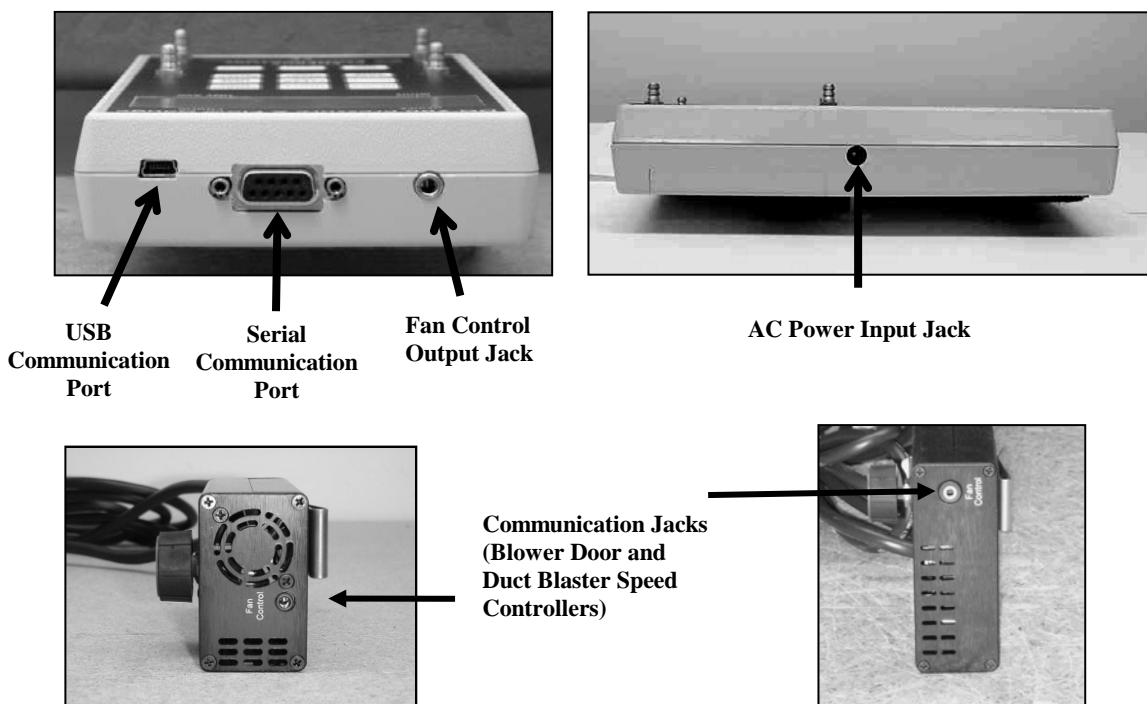 USB
Communication
Port
Serial
Communication
Port
Fan Control
Output Jack
AC Power Input Jack
Communication Jacks
(Blower Door and
Duct Blaster Speed
Controllers)
Fan
Control
Fan
Control